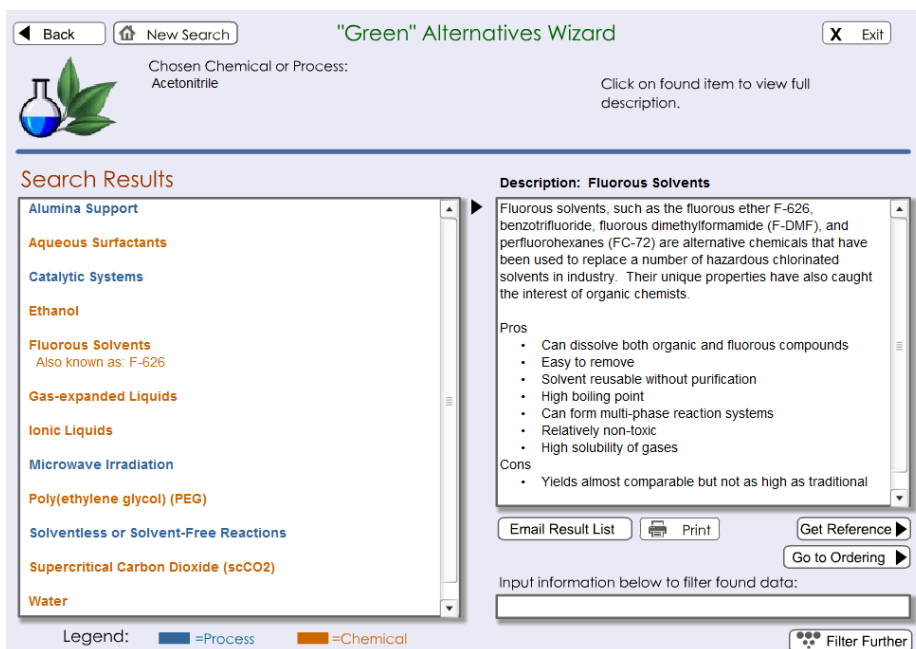 Back
New Search
"Green" Alternatives Wizard
X Exit
Chosen Chemical or Process:
Acetonitrile
Click on found item to view full
description.
Search Results
Alumina Support
Aqueous Surfactants
Catalytic Systems
Ethanol
Fluorous Solvents
Also known as: F-626
Gas-expanded Liquids
Ionic Liquids
Microwave Irradiation
Poly(ethylene glycol) (PEG)
Solventless or Solvent-Free Reactions
Supercritical Carbon Dioxide (scCO2)
Water
Legend:
=Process
=Chemical
Description: Fluorous Solvents
Fluorous solvents, such as the fluorous ether F-626,
benzotrifluoride, fluorous dimethylformamide (F-DMF), and
perfluorohexanes (FC-72) are alternative chemicals that have
been used to replace a number of hazardous chlorinated
solvents in industry. Their unique properties have also caught
the interest of organic chemists.
Pros
• Can dissolve both organic and fluorous compounds
• Easy to remove
• Solvent reusable without purification
• High boiling point
• Can form multi-phase reaction systems
• Relatively non-toxic
• High solubility of gases
Cons
• Yields almost comparable but not as high as traditional
Email Result List
Print
Get Reference
Go to Ordering
Input information below to filter found data:
Filter Further